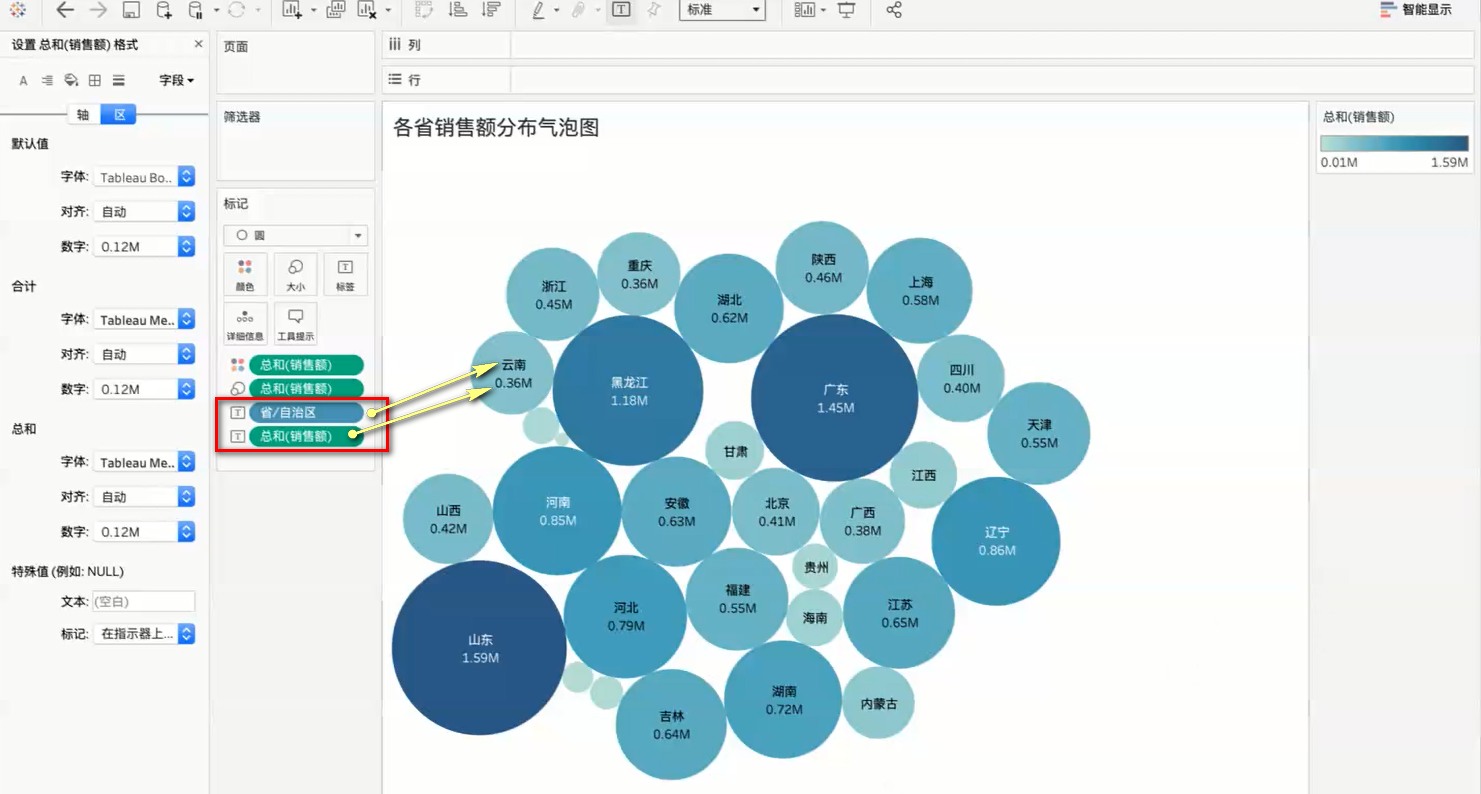 标准
智能显示
设置 总和(销售额) 格式
字段
轴
区
默认值
字体: Tableau Bo..
对齐: 自动
数字: 0.12M
合计
字体: Tableau Me..
对齐: 自动
数字: 0.12M
总和
字体: Tableau Me..
对齐: 自动
数字: 0.12M
特殊值 (例如: NULL)
文本: (空白)
标记: 在指示器上...
页面
筛选器
标记
圆
颜色
大小
标签
详细信息
工具提示
总和(销售额)
总和(销售额)
省/自治区
总和(销售额)
列
行
各省销售额分布气泡图
陕西
0.46M
重庆
0.36M
上海
0.58M
浙江
0.45M
湖北
0.62M
云南
0.36M
黑龙江
1.18M
广东
1.45M
四川
0.40M
天津
0.55M
甘肃
江西
山西
0.42M
河南
0.85M
安徽
0.63M
北京
0.41M
广西
0.38M
辽宁
0.86M
贵州
福建
0.55M
河北
0.79M
海南
江苏
0.65M
山东
1.59M
湖南
0.72M
内蒙古
吉林
0.64M
总和(销售额)
0.01M
1.59M